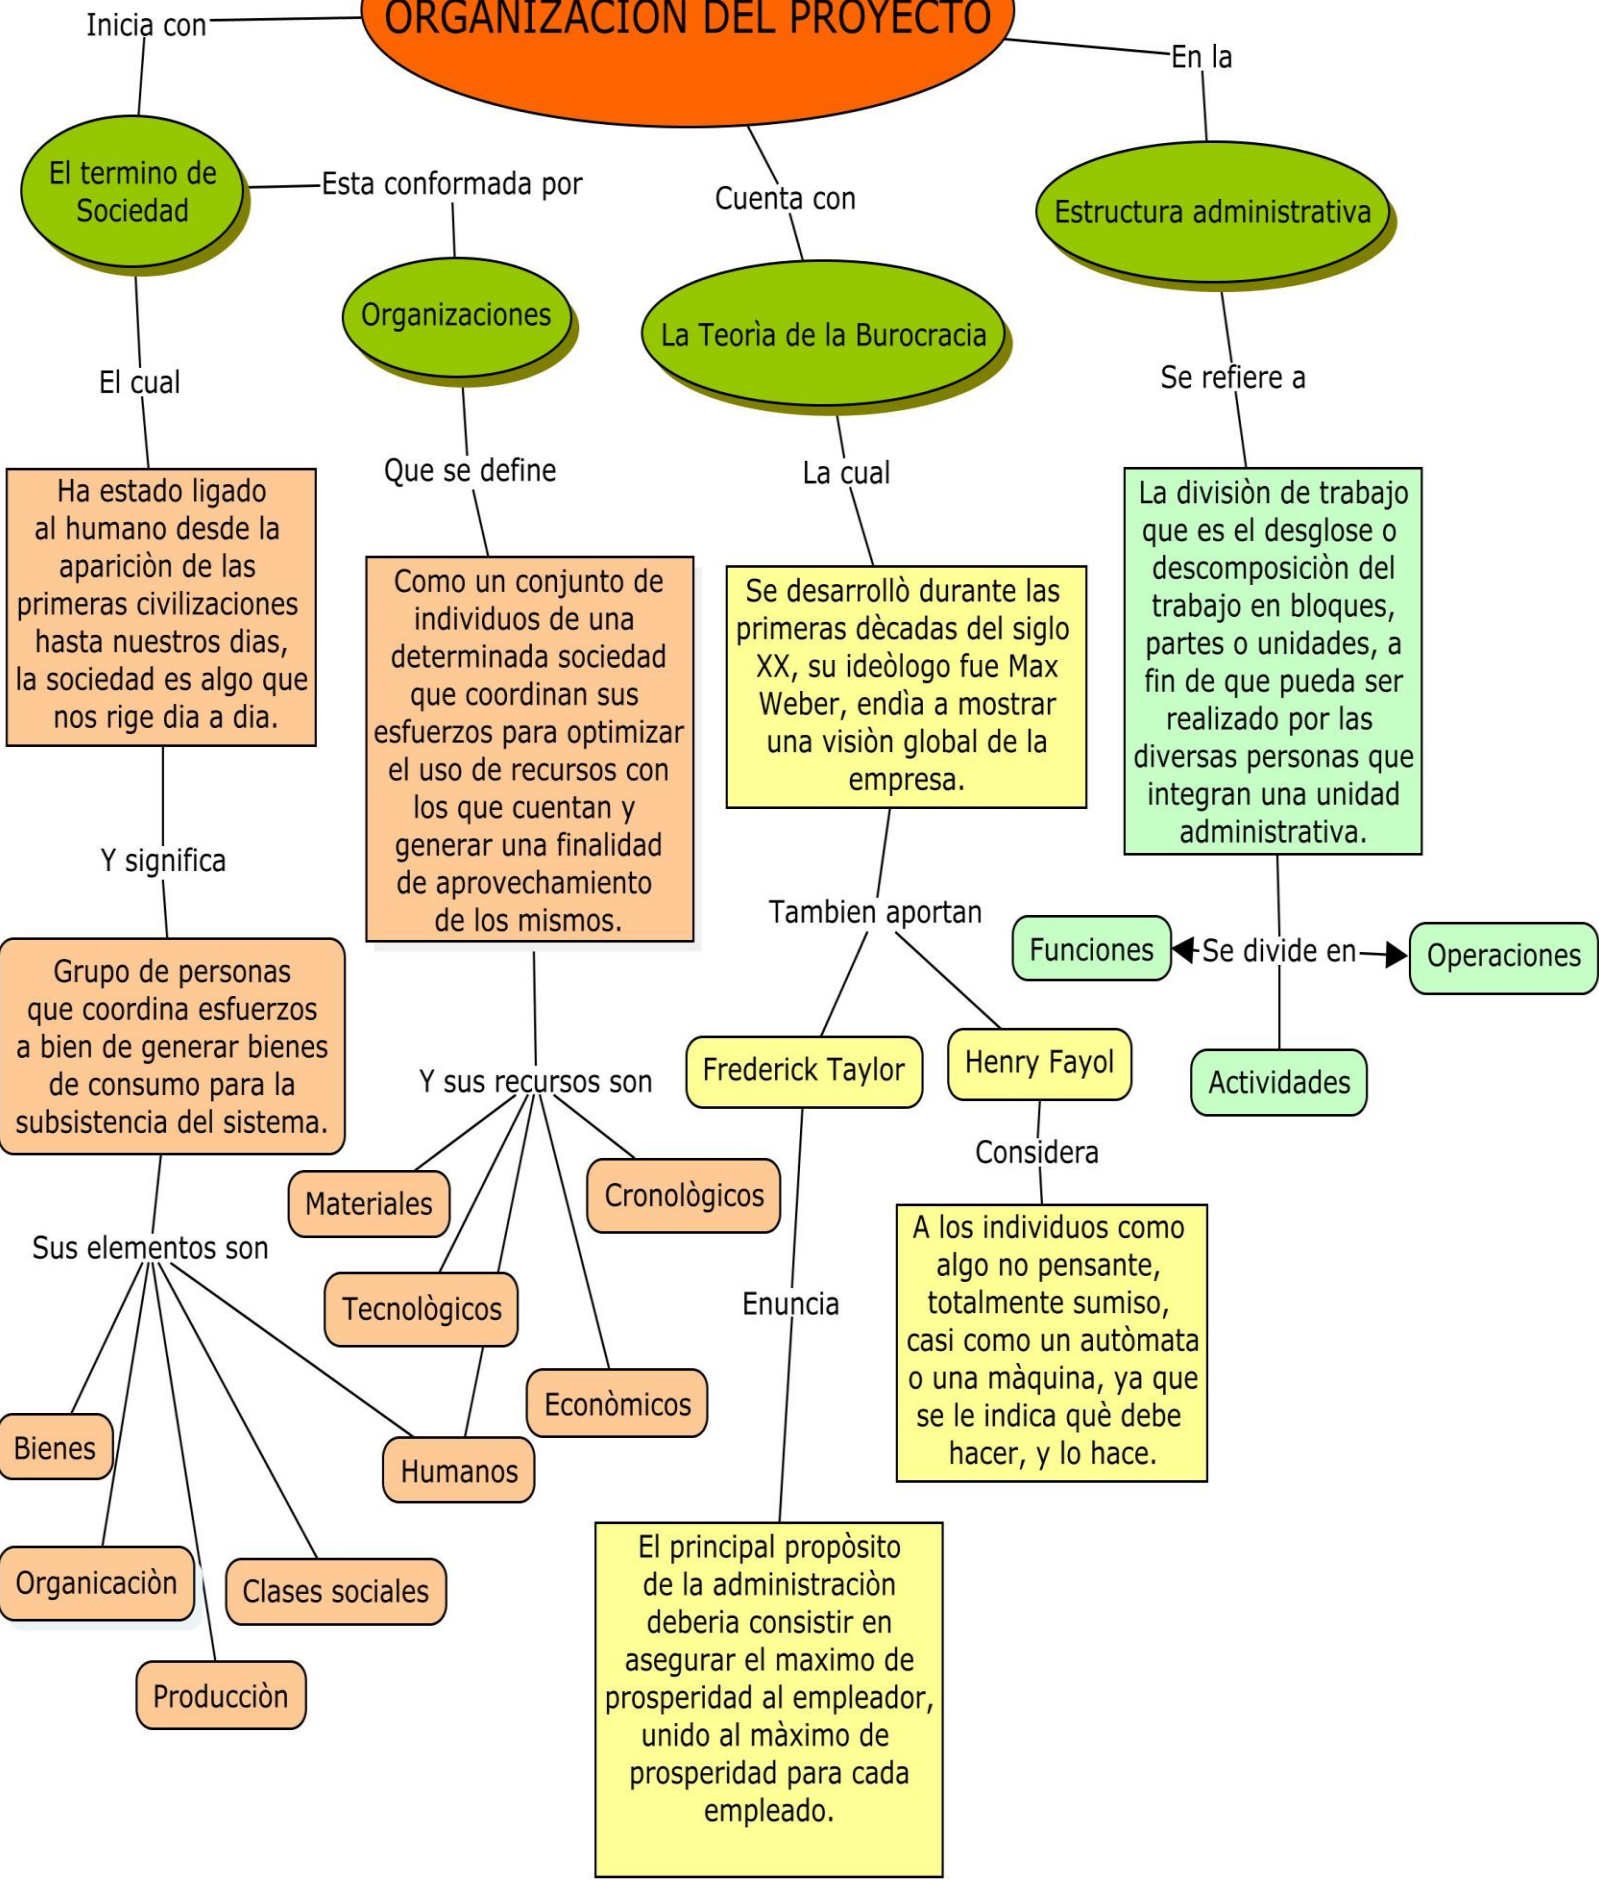 ORGANIZACIÒN DEL PROYECTO
Inicia con
En la
El termino de
Sociedad
Esta conformada por
Cuenta con
Estructura administrativa
Organizaciones
La Teorìa de la Burocracia
El cual
Que se define
La cual
Se refiere a
Ha estado ligado
al humano desde la
apariciòn de las
primeras civilizaciones
hasta nuestros dias,
la sociedad es algo que
nos rige dia a dia.
Como un conjunto de
individuos de una
determinada sociedad
que coordinan sus
esfuerzos para optimizar
el uso de recursos con
los que cuentan y
generar una finalidad
de aprovechamiento
de los mismos.
Se desarrollò durante las
primeras dècadas del siglo
XX, su ideòlogo fue Max
Weber, endìa a mostrar
una visiòn global de la
empresa.
La divisiòn de trabajo
que es el desglose o
descomposiciòn del
trabajo en bloques,
partes o unidades, a
fin de que pueda ser
realizado por las
diversas personas que
integran una unidad
administrativa.
Y significa
Tambien aportan
Funciones
Se divide en
Operaciones
Grupo de personas
que coordina esfuerzos
a bien de generar bienes
de consumo para la
subsistencia del sistema.
Y sus recursos son
Frederick Taylor
Henry Fayol
Actividades
Considera
Materiales
Cronològicos
Sus elementos son
Tecnològicos
Enuncia
A los individuos como
algo no pensante,
totalmente sumiso,
casi como un autòmata
o una màquina, ya que
se le indica què debe
hacer, y lo hace.
Econòmicos
Bienes
Humanos
Organicaciòn
Clases sociales
Producciòn
El principal propòsito
de la administraciòn
deberia consistir en
asegurar el maximo de
prosperidad al empleador,
unido al màximo de
prosperidad para cada
empleado.